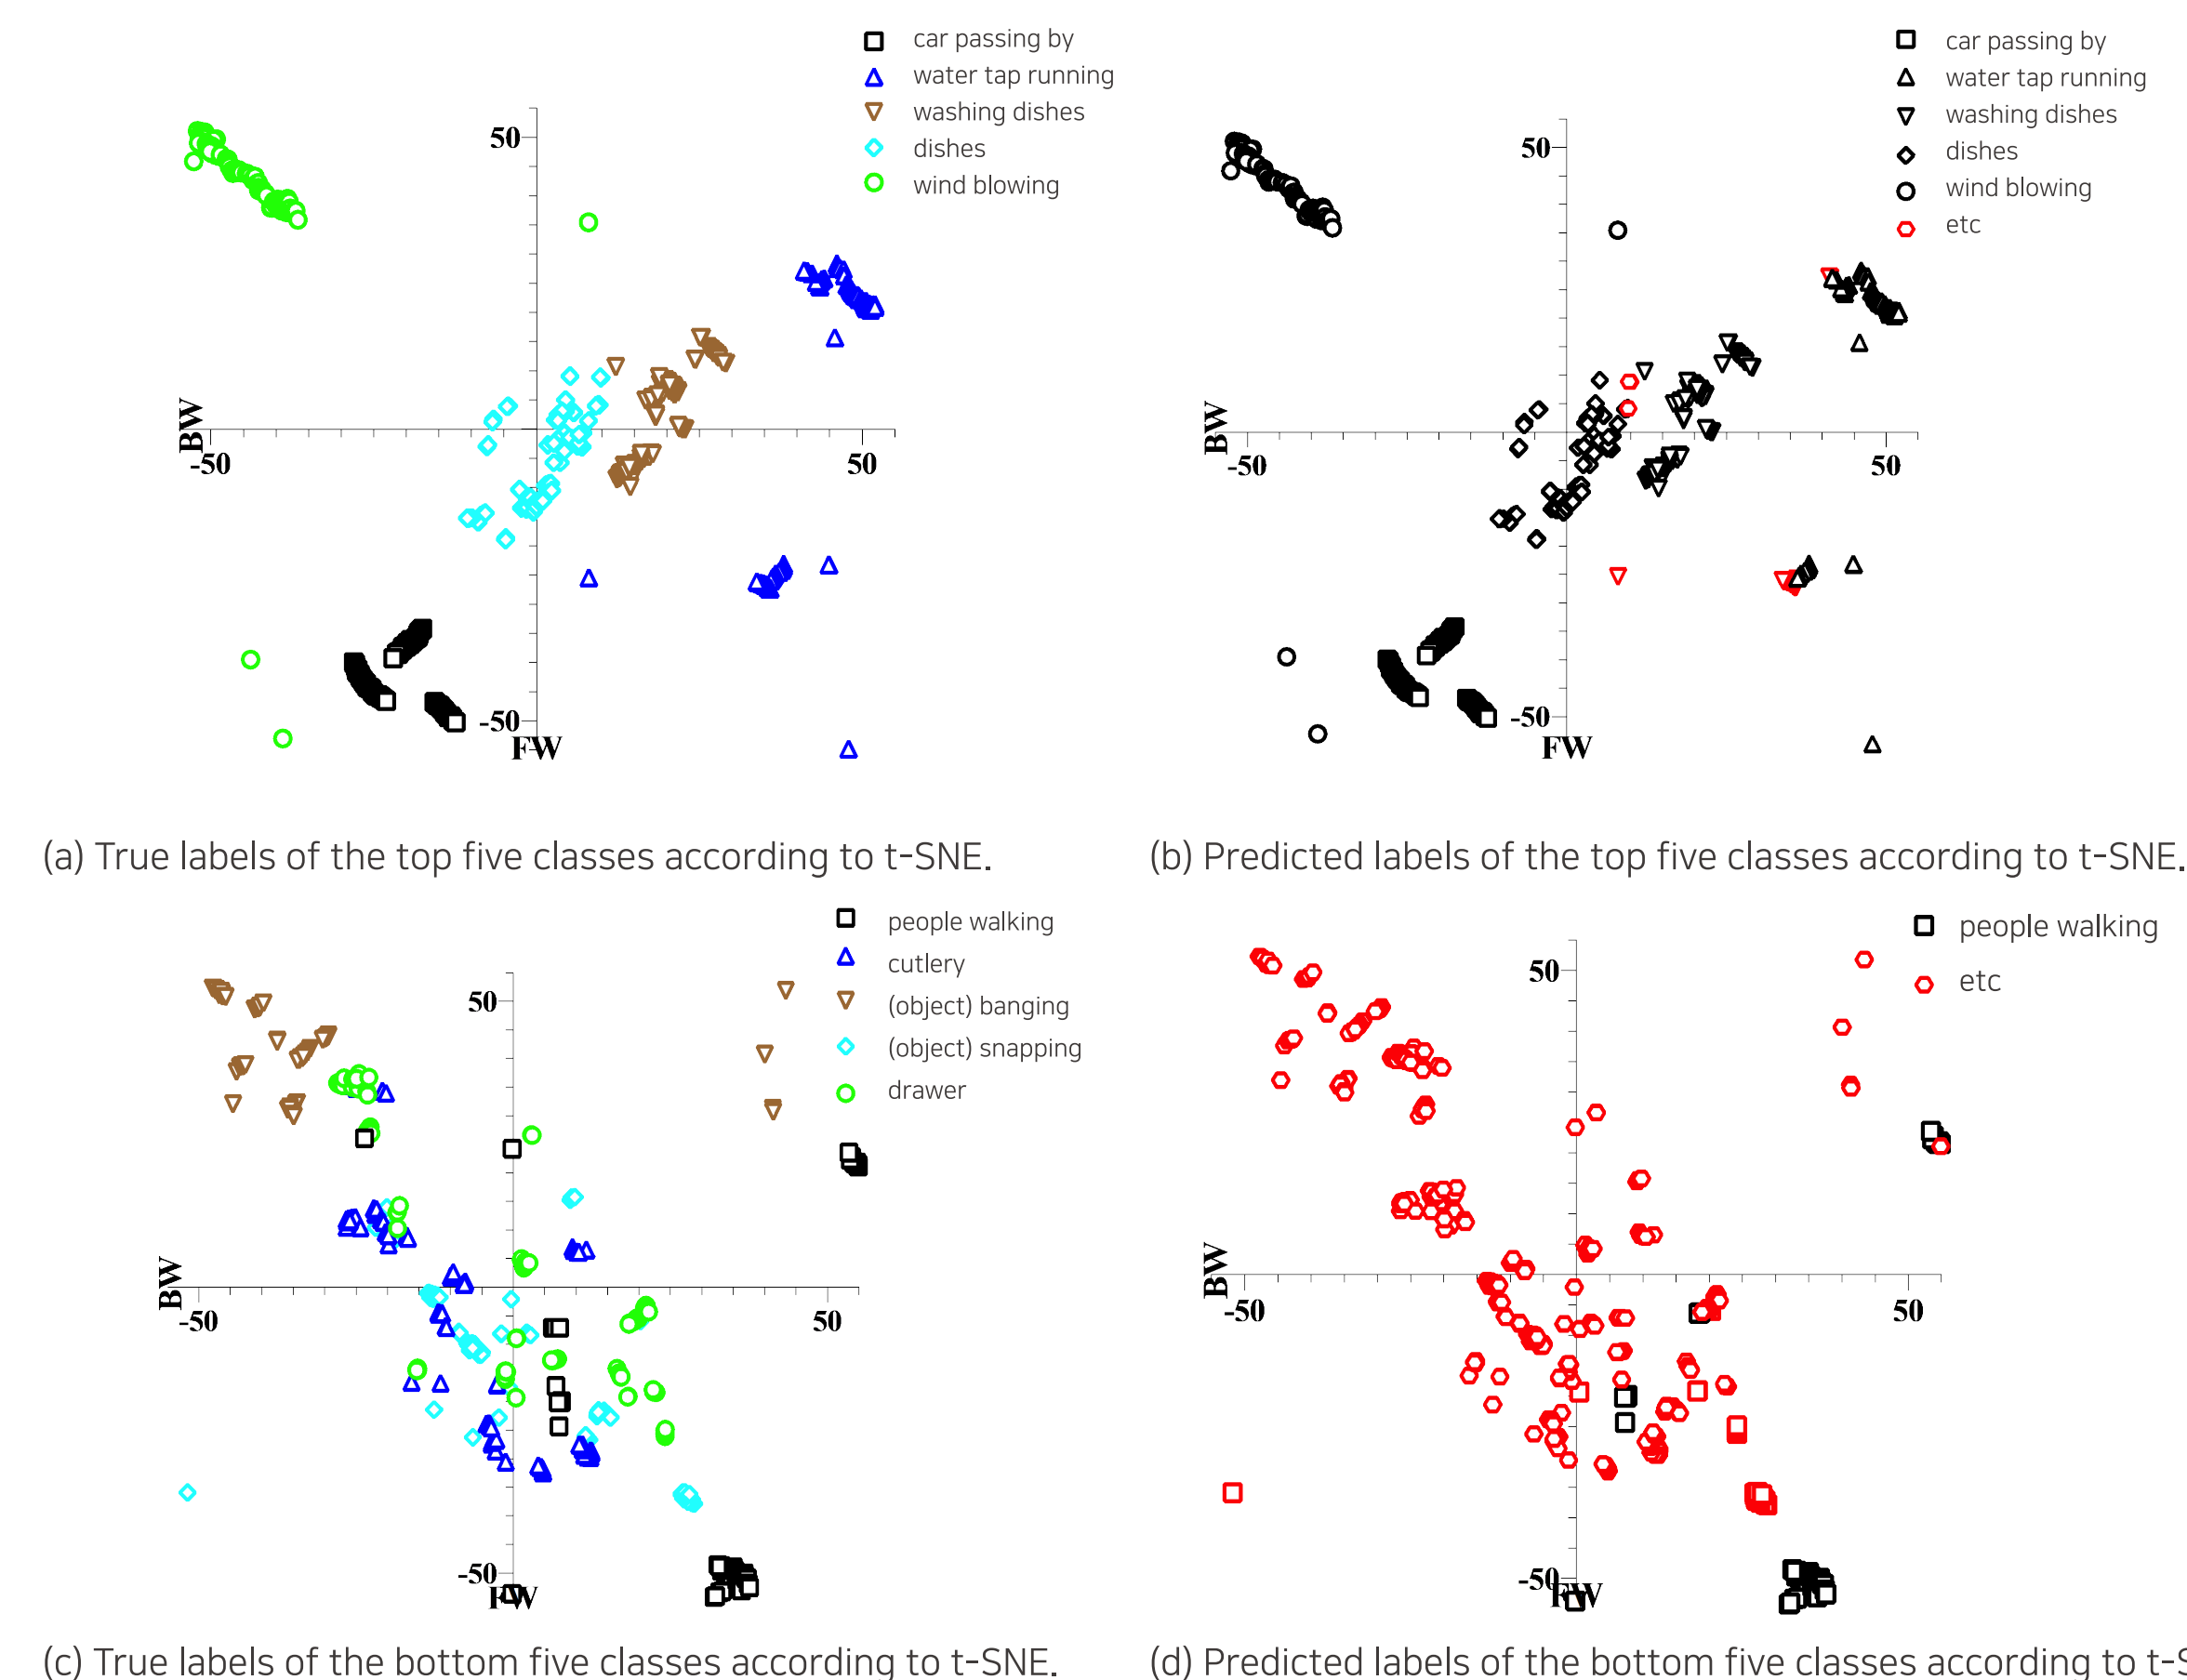 car passing by
water tap running
washing dishes
dishes
wind blowing
50
BW
-50
50
-50
FW
(a) True labels of the top five classes according to t-SNE.
car passing by
water tap running
washing dishes
dishes
wind blowing
etc
50
BW
-50
50
-50
FW
(b) Predicted labels of the top five classes according to t-SNE.
people walking
cutlery
(object) banging
(object) snapping
drawer
50
BW
-50
50
-50
FW
(c) True labels of the bottom five classes according to t-SNE.
people walking
etc
50
BW
-50
50
-50
FW
(d) Predicted labels of the bottom five classes according to t-S